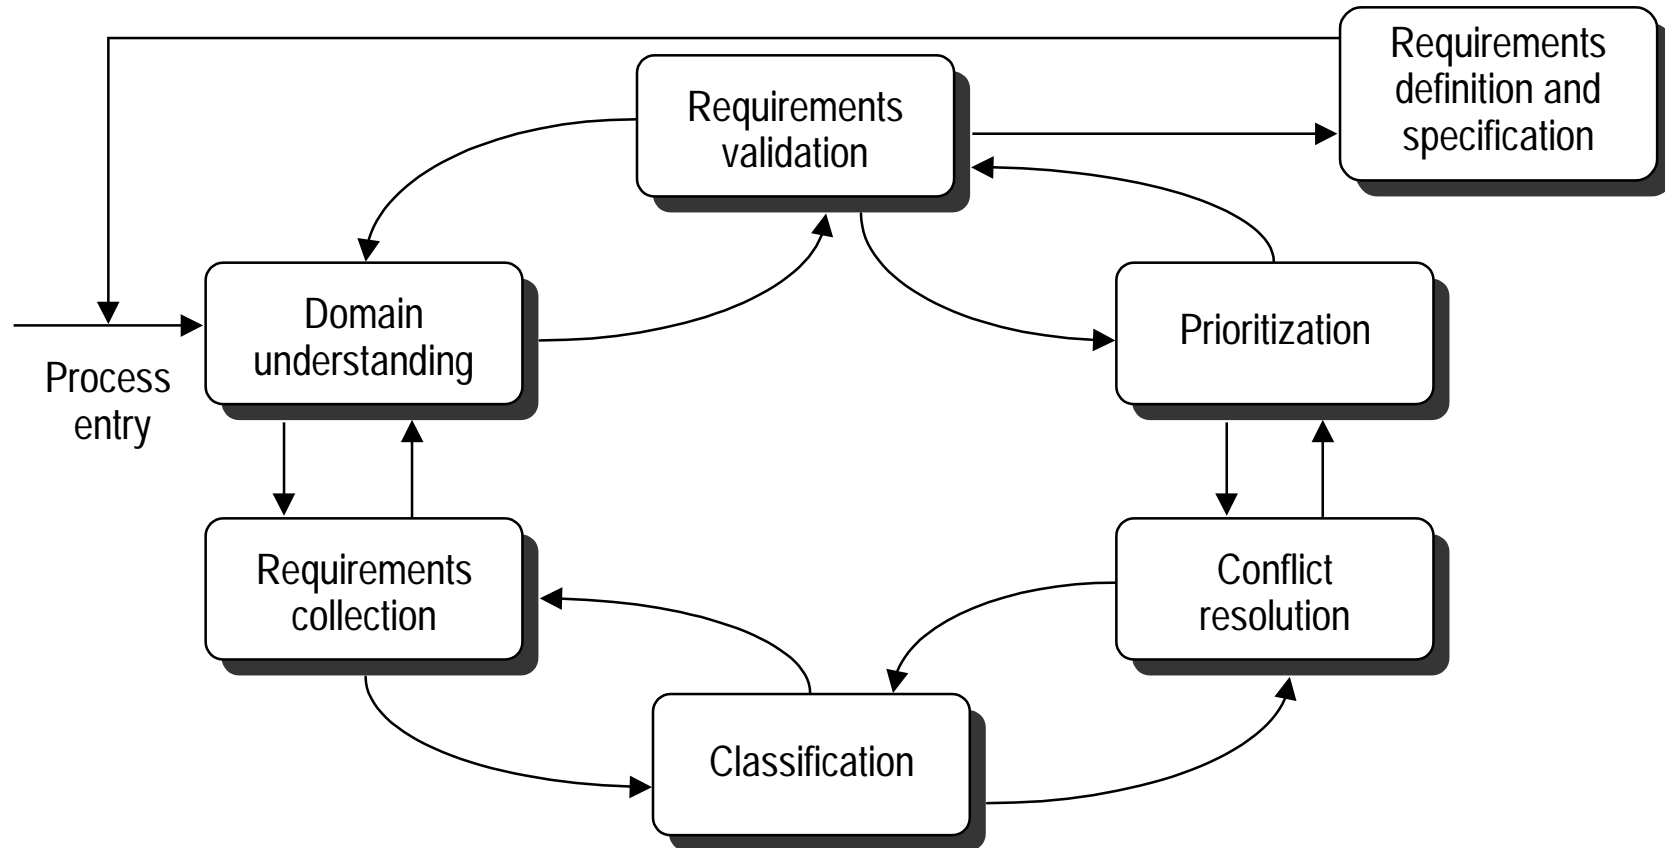 Requirements
definition and
specification
Requirements
validation
Domain
understanding
Prioritization
Process
entry
Requirements
collection
Conflict
resolution
Classification